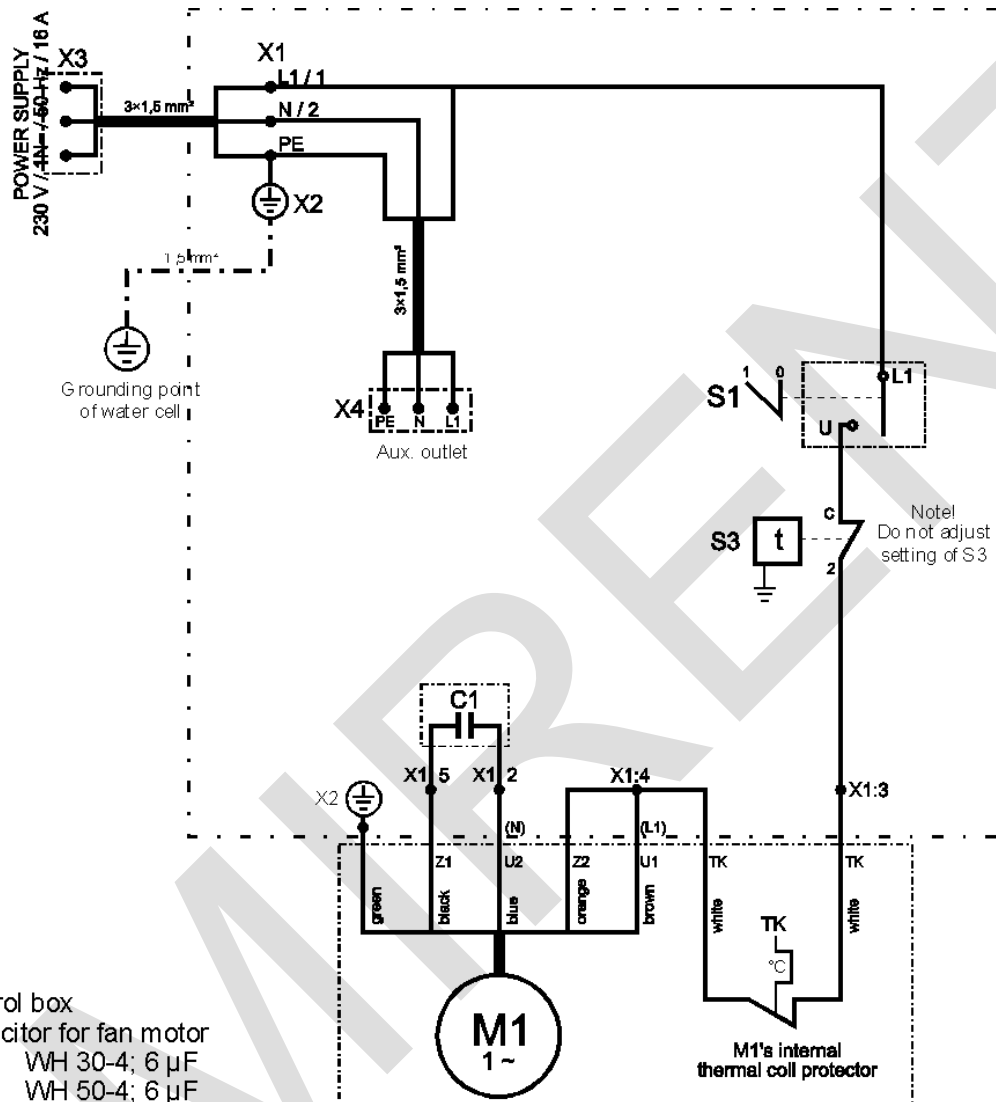 POWER SUPPLY
230 V / 1N~ / 50 Hz / 16 A
X3
3×1,5 mm²
X1
L1 / 1
N / 2
PE
X2
1,5 mm²
Grounding point
of water cell
3×1,5 mm²
X4
PE N L1
Aux. outlet
S1
1 0
L1
U
S3
t
C
2
Note!
Do not adjust
setting of S3
C1
X1 5
X1 2
X1:4
X1:3
X2
(N)
(L1)
Z1
U2
Z2
U1
TK
TK
green
black
blue
orange
brown
white
white
TK
°C
M1
1 ~
M1's internal
thermal coil protector
rol box
citor for fan motor
WH 30-4; 6 µF
WH 50-4; 6 µF